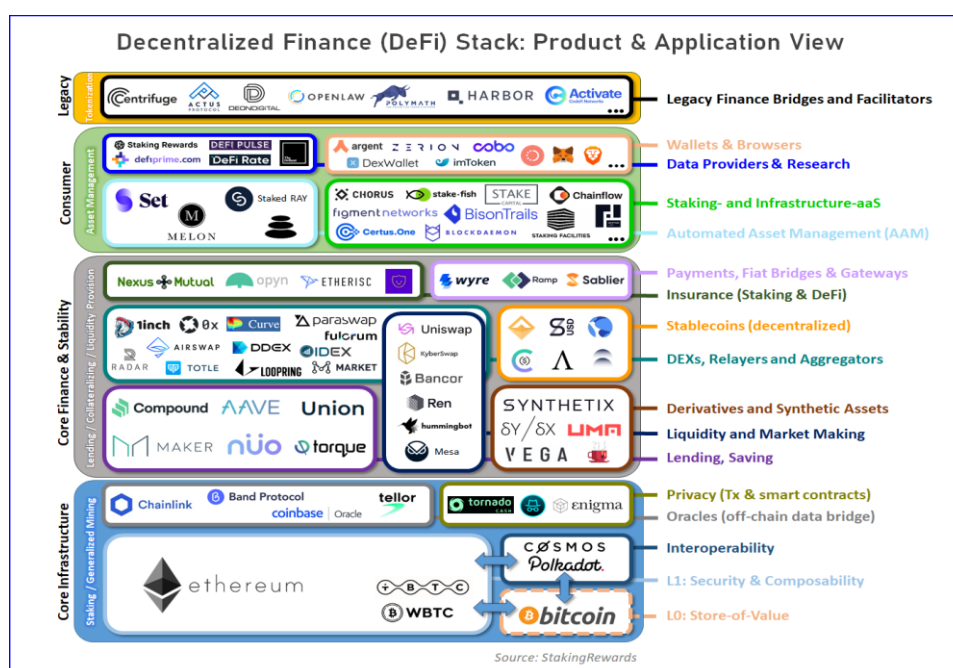 Decentralized Finance (DeFi) Stack: Product & Application View
Legacy
Tokenization
Centrifuge
ACTUS PROTOCOL
DEONDIGITAL
OPENLAW
POLYMATH
HARBOR
Activate
...
Legacy Finance Bridges and Facilitators
Consumer
Asset Management
Staking Rewards
DEFI PULSE
defiprime.com
DeFi Rate
argent
ZERION
cobo
DexWallet
imToken
...
Wallets & Browsers
Data Providers & Research
Set
MELON
Staked RAY
CHORUS
stake·fish
STAKE
CAPITAL
Chainflow
figment networks
BisonTrails
Certus.One
BLOCKDAEMON
STAKING FACILITIES
...
Staking- and Infrastructure-aaS
Automated Asset Management (AAM)
Core Finance & Stability
Lending / Collateralizing / Liquidity Provision
Nexus Mutual
opyn
ETHERISC
wyre
Ramp
Sablier
Payments, Fiat Bridges & Gateways
Insurance (Staking & DeFi)
1inch
0x
Curve
paraswap
fulcrum
AIRSWAP
DDEX
IDEX
RADAR
TOTLE
LOOPRING
MARKET
Uniswap
KyberSwap
Bancor
Ren
hummingbot
Mesa
USD
Stablecoins (decentralized)
DEXs, Relayers and Aggregators
Compound
AAVE
Union
MAKER
nüo
torque
SYNTHETIX
δY/δX
UMA
VEGA
Derivatives and Synthetic Assets
Liquidity and Market Making
Lending, Saving
Core Infrastructure
Staking / Generalized Mining
Chainlink
Band Protocol
coinbase | Oracle
tellor
tornado
CASH
enigma
Privacy (Tx & smart contracts)
Oracles (off-chain data bridge)
ethereum
tBTC
WBTC
COSMOS
Polkadot.
bitcoin
Interoperability
L1: Security & Composability
L0: Store-of-Value
Source: StakingRewards